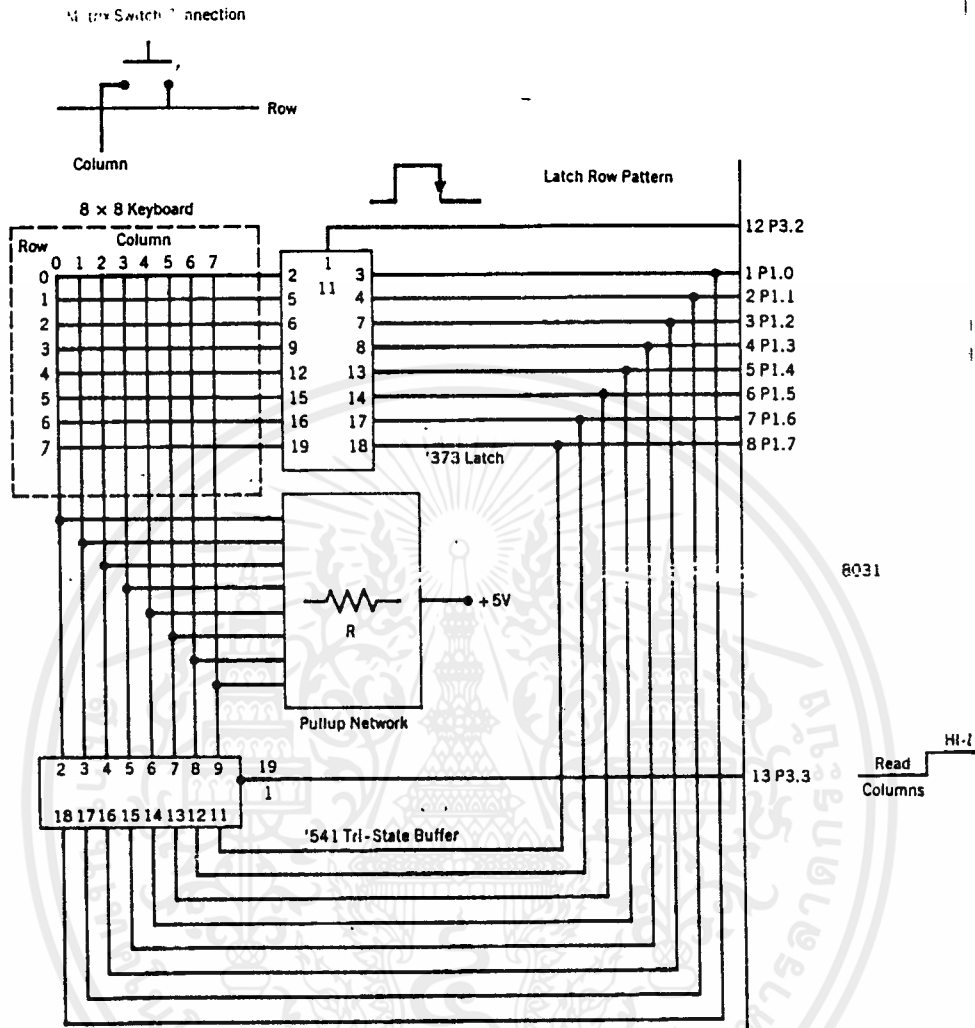 Switch
Row
Column
Latch Row Pattern
8 × 8 Keyboard
Row
Column
0 1 2 3 4 5 6 7
0
1
2
3
4
5
6
7
1
11
2 3
5 4
6 7
9 8
12 13
15 14
16 17
19 18
'373 Latch
12 P3.2
1 P1.0
2 P1.1
3 P1.2
4 P1.3
5 P1.4
6 P1.5
7 P1.6
8 P1.7
8031
+5V
R
Pullup Network
2 3 4 5 6 7 8 9
19
1
18 17 16 15 14 13 12 11
'541 Tri-State Buffer
13 P3.3
Read
Columns